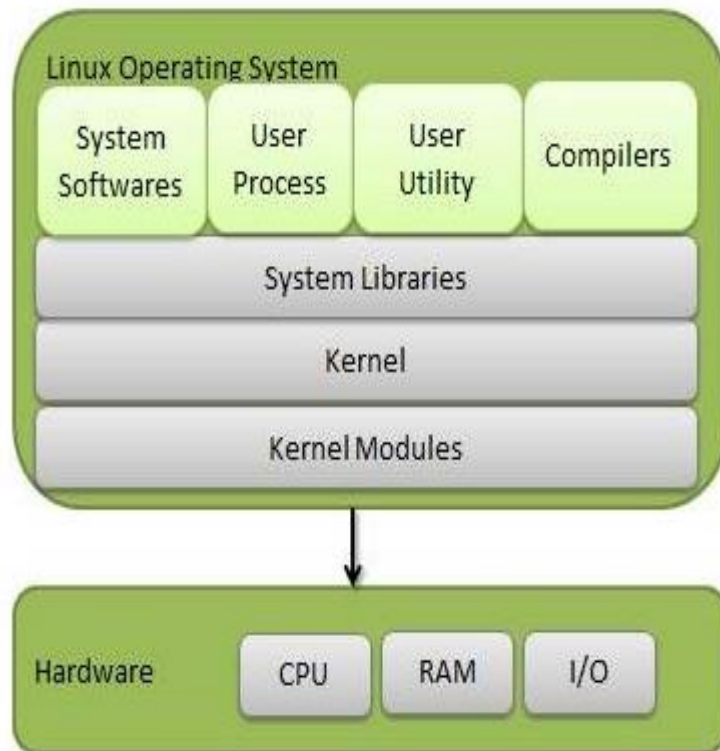 Linux Operating System
System
Softwares
User
Process
User
Utility
Compilers
System Libraries
Kernel
Kernel Modules
Hardware
CPU
RAM
I/O